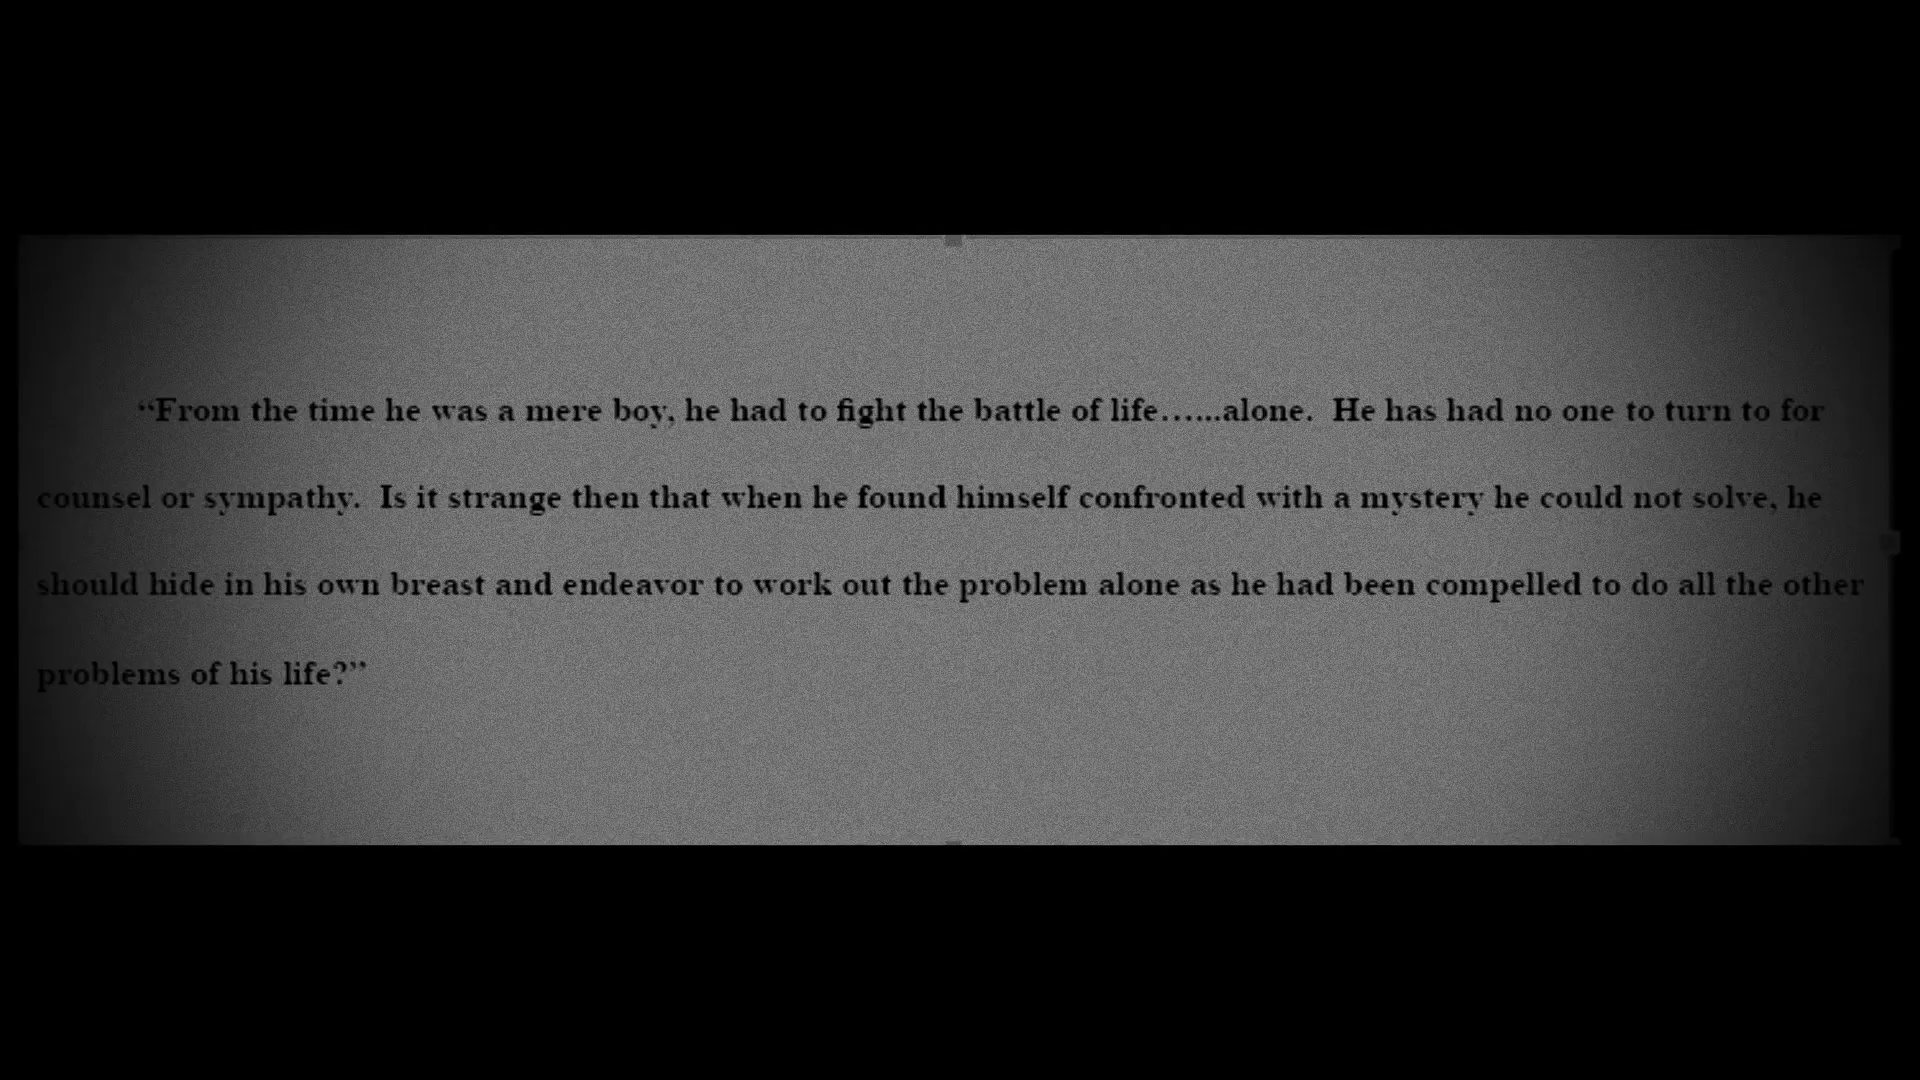 “From the time he was a mere boy, he had to fight the battle of life…...alone.  He has had no one to turn to for
counsel or sympathy.  Is it strange then that when he found himself confronted with a mystery he could not solve, he
should hide in his own breast and endeavor to work out the problem alone as he had been compelled to do all the other
problems of his life?”